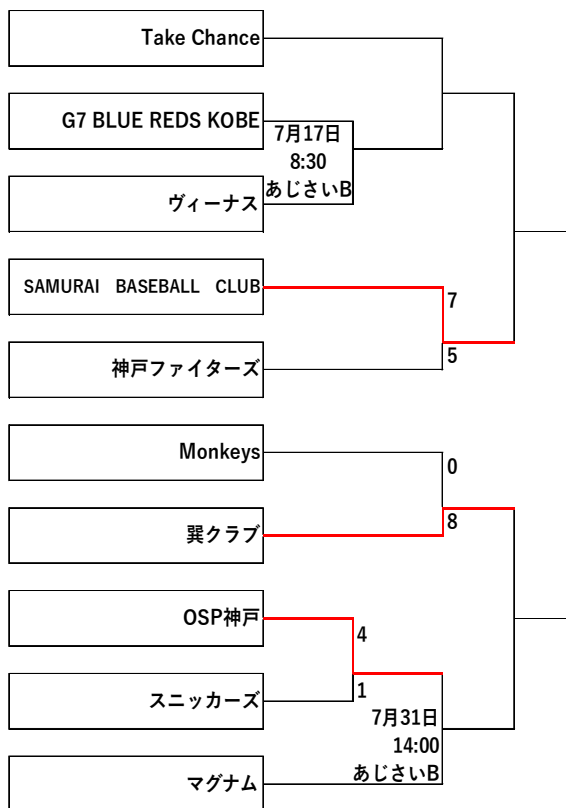 Take Chance
G7 BLUE REDS KOBE
7月17日
8:30
あじさいB
ヴィーナス
SAMURAI　BASEBALL　CLUB
7
5
神戸ファイターズ
Monkeys
0
8
巽クラブ
OSP神戸
4
1
スニッカーズ
7月31日
14:00
あじさいB
マグナム